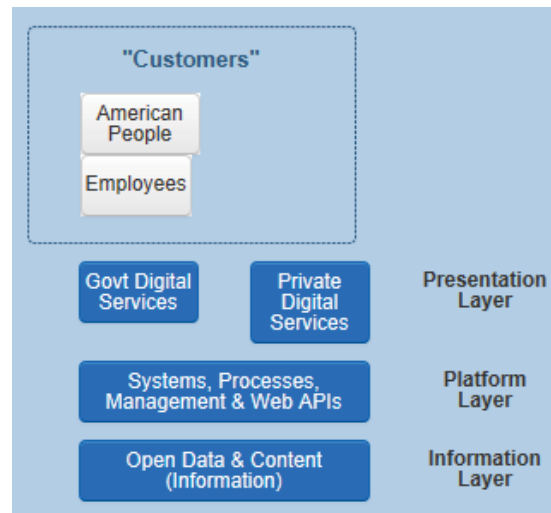 "Customers"
American
People
Employees
Govt Digital
Services
Private
Digital
Services
Presentation
Layer
Systems, Processes,
Management & Web APIs
Platform
Layer
Open Data & Content
(Information)
Information
Layer